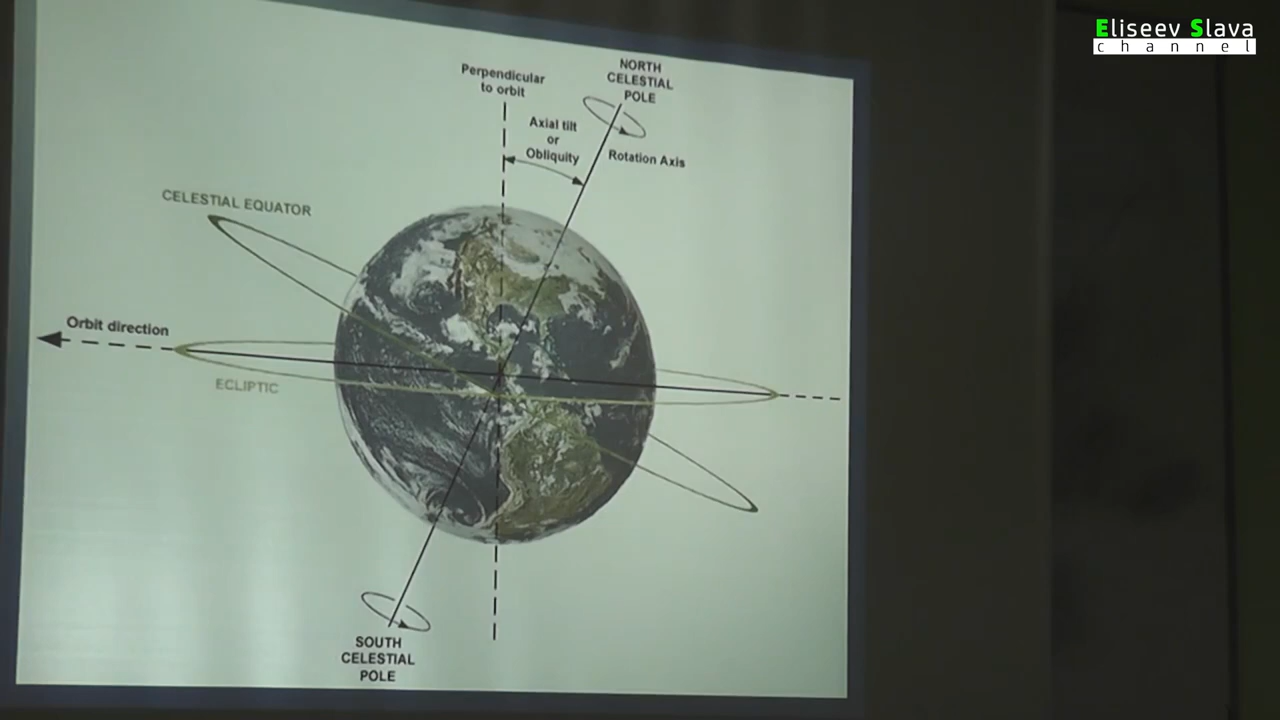 Eliseev Slava
channel
NORTH
CELESTIAL
POLE
Perpendicular
to orbit
Axial tilt
or
Obliquity
Rotation Axis
CELESTIAL EQUATOR
Orbit direction
ECLIPTIC
SOUTH
CELESTIAL
POLE